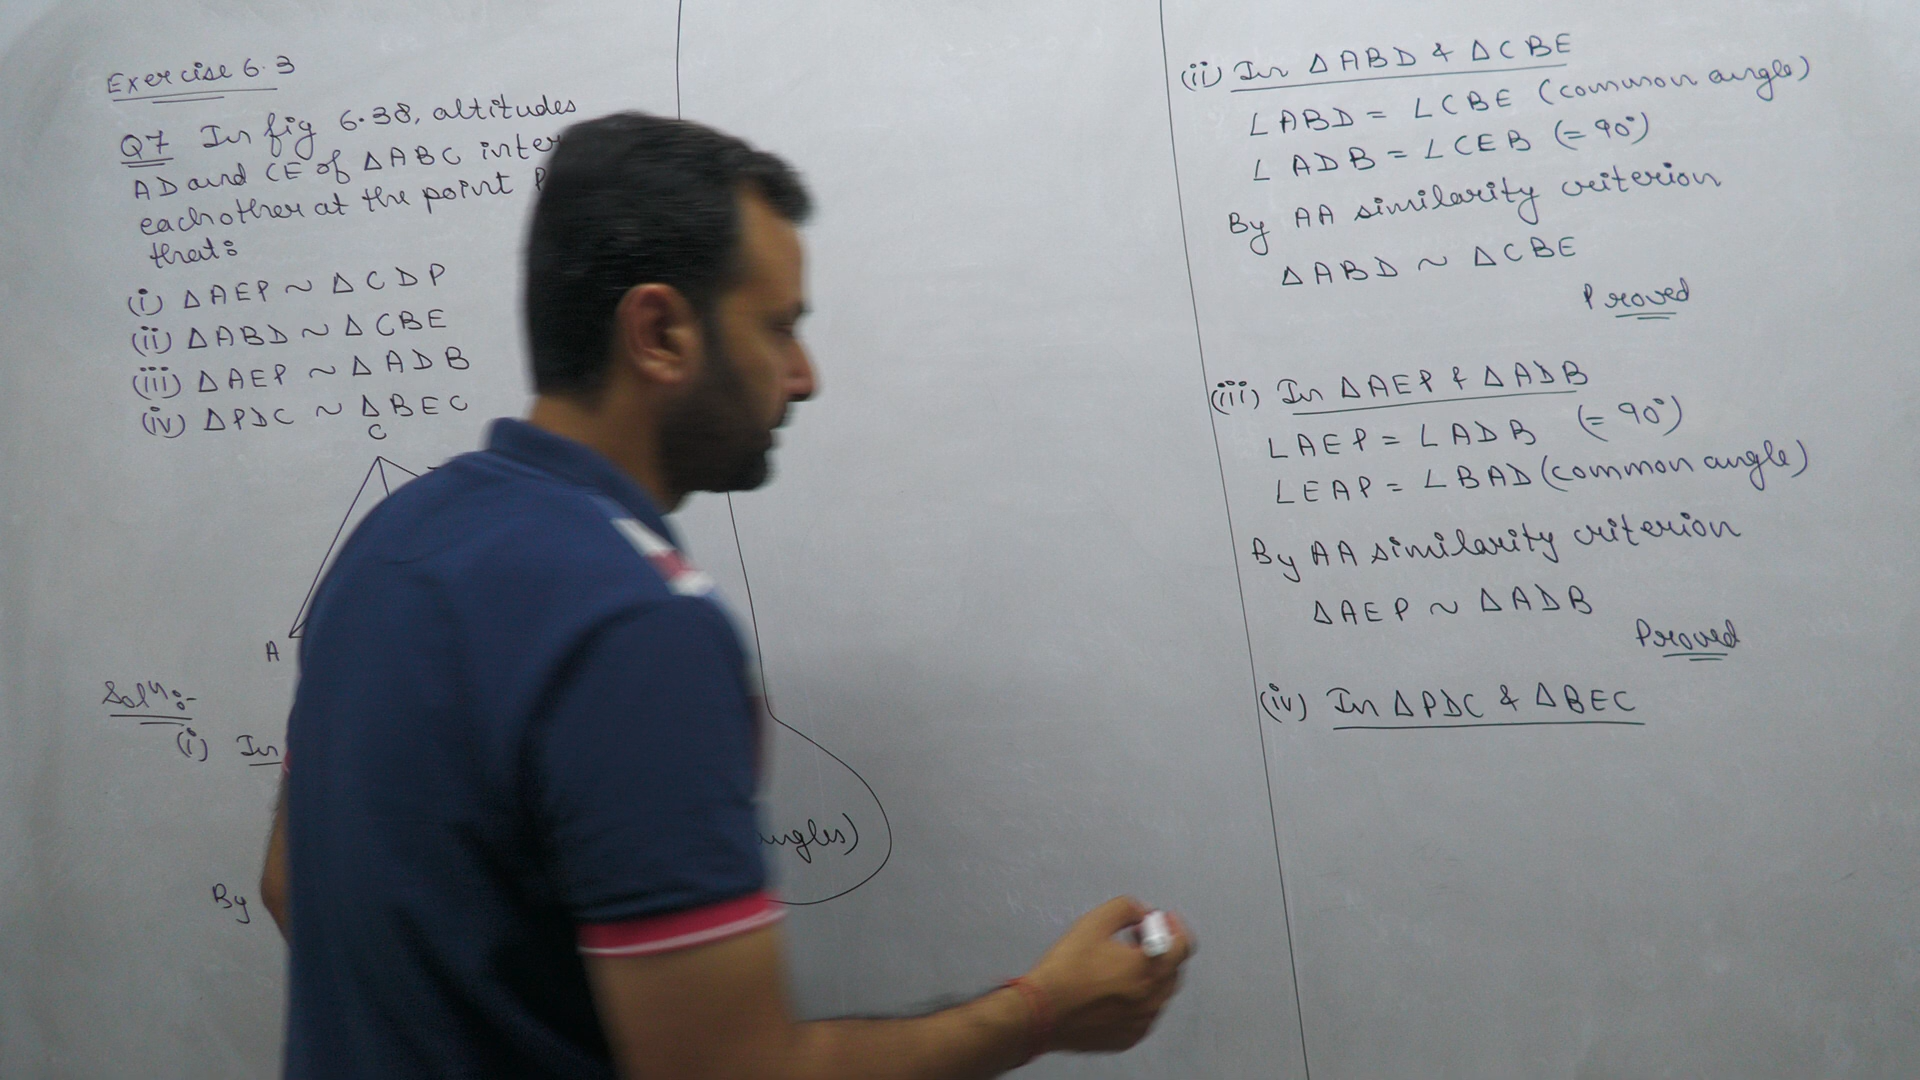 Exercise 6.3
Q7 In fig 6.38, altitudes
AD and CE of △ABC inter
each other at the point P
that:
(i) △AEP ~ △CDP
(ii) △ABD ~ △CBE
(iii) △AEP ~ △ADB
(iv) △PDC ~ △BEC
C
A
Solⁿ:-
(i) In
angles)
By
(ii) In △ABD & △CBE
∠ABD = ∠CBE (common angle)
∠ADB = ∠CEB (= 90°)
By AA similarity criterion
△ABD ~ △CBE
Proved
(iii) In △AEP & △ADB
∠AEP = ∠ADB (= 90°)
∠EAP = ∠BAD (common angle)
By AA similarity criterion
△AEP ~ △ADB
Proved
(iv) In △PDC & △BEC